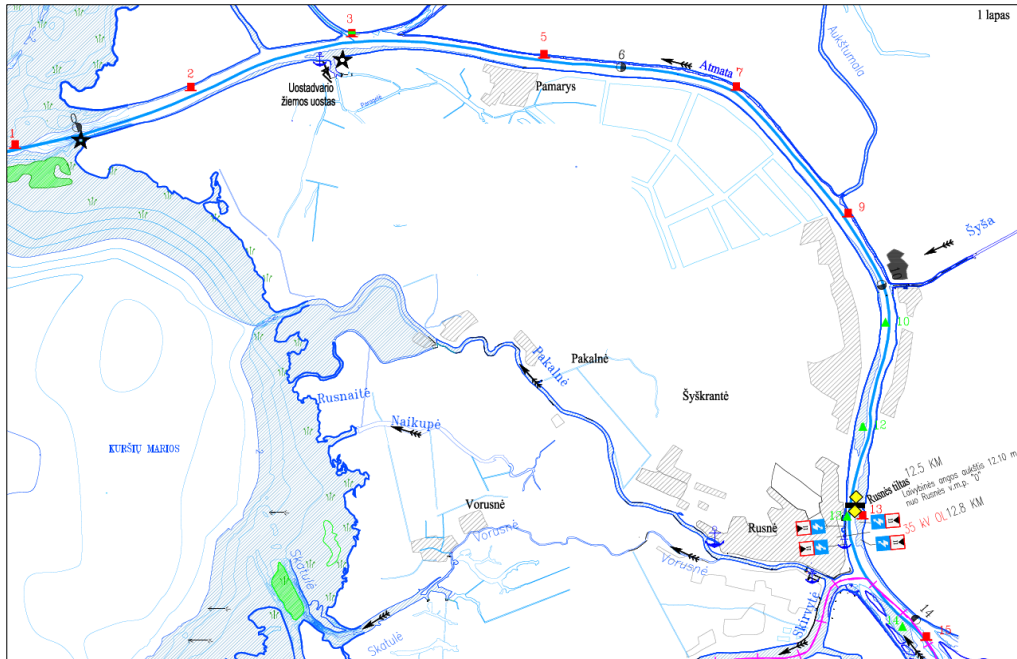 1 lapas
3
5
6
Atmata
7
Aukštumala
2
Uostadvario
žiemos uostas
Pamarys
1
9
Šyša
10
Pakalnė
Pakalnė
Šyškrantė
Rusnaitė
Naikupė
KURŠIŲ MARIOS
12
12.5 KM
Rusnės tiltas
Laivybinės angos aukštis 12.10 m
nuo Rusnės v.m.p. "0"
13
35 kV OL 12.8 KM
Rusnė
Vorusnė
Vorusnė
Vorusnė
Skatulė
Skatulė
Skirvytė
14
14
15